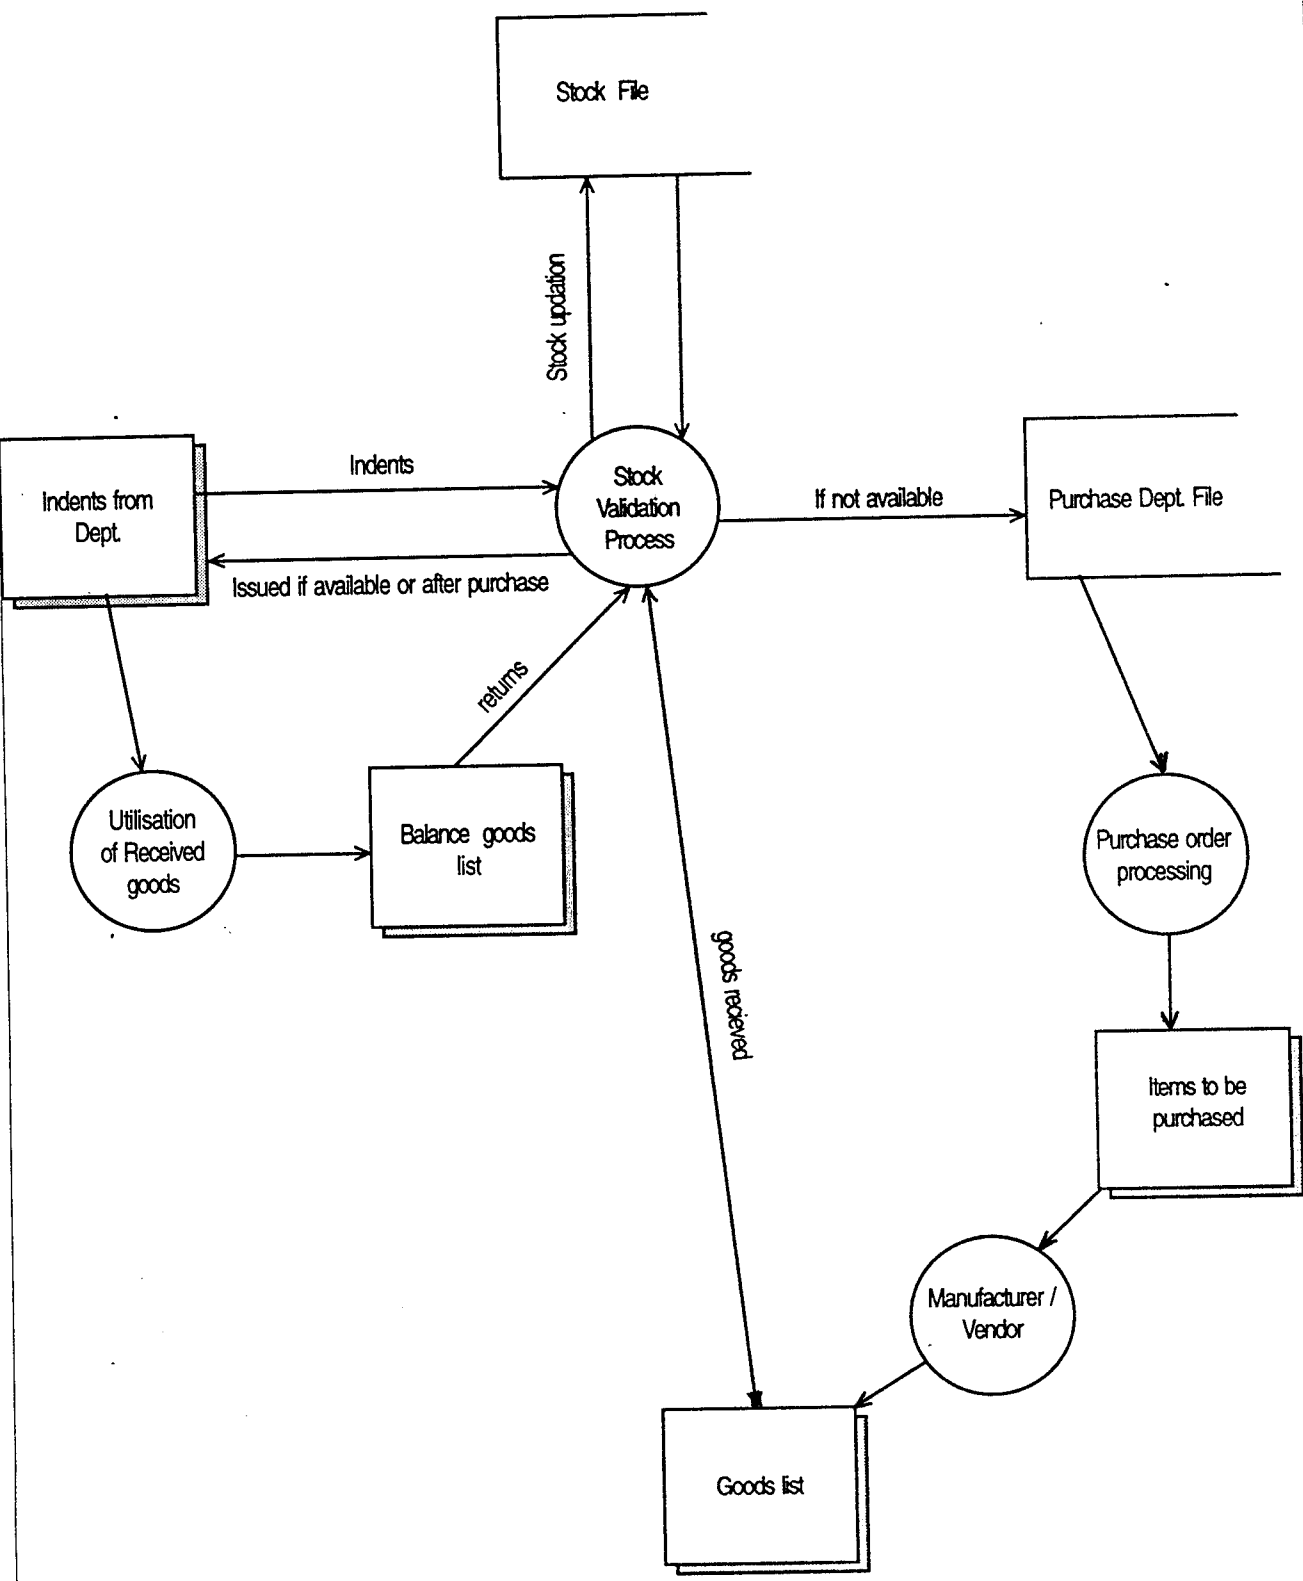 Stock File
Stock updation
Indents
Indents from
Dept.
Stock
Validation
Process
If not available
Purchase Dept. File
Issued if available or after purchase
returns
Utilisation
of Received
goods
Balance goods
list
Purchase order
processing
goods recieved
Items to be
purchased
Manufacturer /
Vendor
Goods list